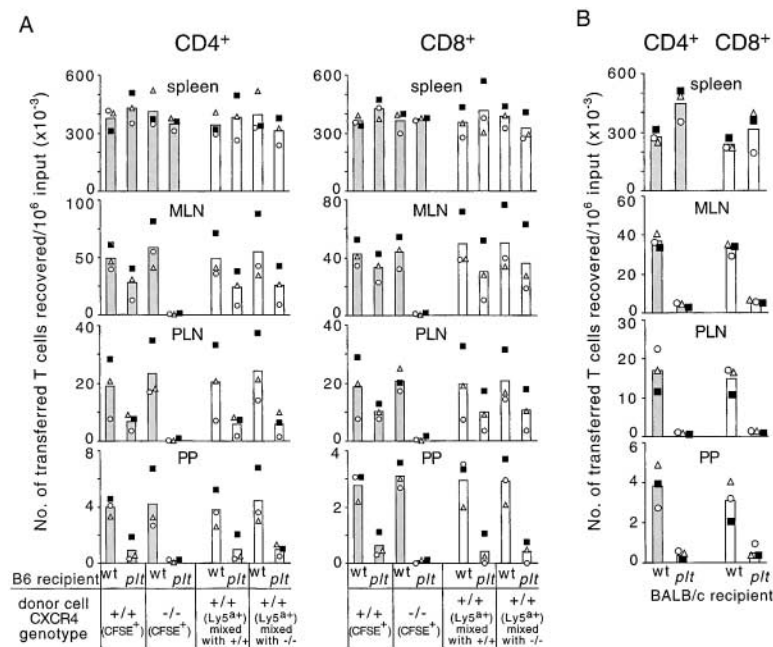 A
B
CD4+
CD8+
CD4+ CD8+
No. of transferred T cells recovered/10^6 input (x10^-3)
spleen
600
300
0
MLN
100
50
0
PLN
40
20
0
PP
8
4
0
spleen
600
300
0
MLN
80
40
0
PLN
40
20
0
PP
4
2
0
B6 recipient
wt plt wt plt wt plt wt plt
wt plt wt plt wt plt wt plt
donor cell
CXCR4
genotype
+/+
(CFSE+)
-/-
(CFSE+)
+/+
(Ly5a+)
mixed
with +/+
+/+
(Ly5a+)
mixed
with -/-
+/+
(CFSE+)
-/-
(CFSE+)
+/+
(Ly5a+)
mixed
with +/+
+/+
(Ly5a+)
mixed
with -/-
No. of transferred T cells recovered/10^6 input (x10^-3)
spleen
600
300
0
MLN
60
40
20
0
PLN
30
20
10
0
PP
6
4
2
0
wt plt wt plt
BALB/c recipient